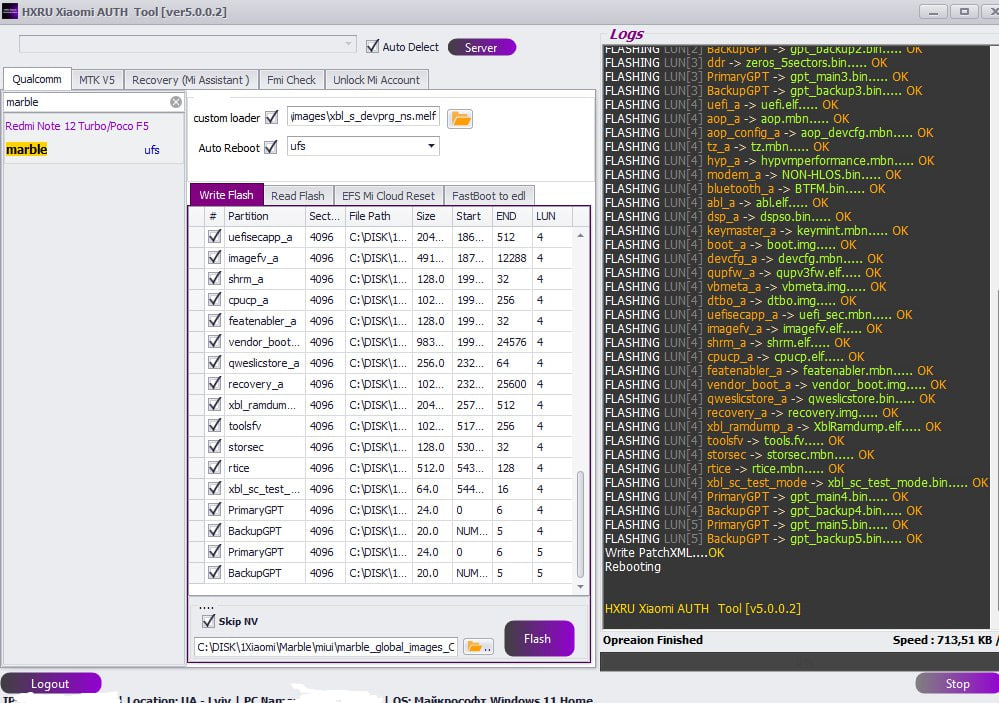 HXRU Xiaomi AUTH Tool [ver5.0.0.2]
Auto Delect
Server
Qualcomm
MTK V5
Recovery (Mi Assistant )
Fmi Check
Unlock Mi Account
marble
Redmi Note 12 Turbo/Poco F5
marble ufs
custom loader
\images\xbl_s_devprg_ns.melf
Auto Reboot
ufs
Write Flash
Read Flash
EFS Mi Cloud Reset
FastBoot to edl
# Partition Sect... File Path Size Start END LUN
uefisecapp_a 4096 C:\DISK\1... 204... 186... 512 4
imagefv_a 4096 C:\DISK\1... 491... 187... 12288 4
shrm_a 4096 C:\DISK\1... 128.0 199... 32 4
cpucp_a 4096 C:\DISK\1... 102... 199... 256 4
featenabler_a 4096 C:\DISK\1... 128.0 199... 32 4
vendor_boot... 4096 C:\DISK\1... 983... 199... 24576 4
qweslicstore_a 4096 C:\DISK\1... 256.0 232... 64 4
recovery_a 4096 C:\DISK\1... 102... 232... 25600 4
xbl_ramdum... 4096 C:\DISK\1... 204... 257... 512 4
toolsfv 4096 C:\DISK\1... 102... 517... 256 4
storsec 4096 C:\DISK\1... 128.0 530... 32 4
rtice 4096 C:\DISK\1... 512.0 543... 128 4
xbl_sc_test_... 4096 C:\DISK\1... 64.0 544... 16 4
PrimaryGPT 4096 C:\DISK\1... 24.0 0 6 4
BackupGPT 4096 C:\DISK\1... 20.0 NUM... 5 4
PrimaryGPT 4096 C:\DISK\1... 24.0 0 6 5
BackupGPT 4096 C:\DISK\1... 20.0 NUM... 5 5
....
Skip NV
C:\DISK\1Xiaomi\Marble\miui\marble_global_images_C
..
Flash
Logs
FLASHING LUN[2] BackupGPT -> gpt_backup2.bin..... OK
FLASHING LUN[3] ddr -> zeros_5sectors.bin..... OK
FLASHING LUN[3] PrimaryGPT -> gpt_main3.bin..... OK
FLASHING LUN[3] BackupGPT -> gpt_backup3.bin..... OK
FLASHING LUN[4] uefi_a -> uefi.elf..... OK
FLASHING LUN[4] aop_a -> aop.mbn..... OK
FLASHING LUN[4] aop_config_a -> aop_devcfg.mbn..... OK
FLASHING LUN[4] tz_a -> tz.mbn..... OK
FLASHING LUN[4] hyp_a -> hypvmperformance.mbn..... OK
FLASHING LUN[4] modem_a -> NON-HLOS.bin..... OK
FLASHING LUN[4] bluetooth_a -> BTFM.bin..... OK
FLASHING LUN[4] abl_a -> abl.elf..... OK
FLASHING LUN[4] dsp_a -> dspso.bin..... OK
FLASHING LUN[4] keymaster_a -> keymint.mbn..... OK
FLASHING LUN[4] boot_a -> boot.img..... OK
FLASHING LUN[4] devcfg_a -> devcfg.mbn..... OK
FLASHING LUN[4] qupfw_a -> qupv3fw.elf..... OK
FLASHING LUN[4] vbmeta_a -> vbmeta.img..... OK
FLASHING LUN[4] dtbo_a -> dtbo.img..... OK
FLASHING LUN[4] uefisecapp_a -> uefi_sec.mbn..... OK
FLASHING LUN[4] imagefv_a -> imagefv.elf..... OK
FLASHING LUN[4] shrm_a -> shrm.elf..... OK
FLASHING LUN[4] cpucp_a -> cpucp.elf..... OK
FLASHING LUN[4] featenabler_a -> featenabler.mbn..... OK
FLASHING LUN[4] vendor_boot_a -> vendor_boot.img..... OK
FLASHING LUN[4] qweslicstore_a -> qweslicstore.bin..... OK
FLASHING LUN[4] recovery_a -> recovery.img..... OK
FLASHING LUN[4] xbl_ramdump_a -> XblRamdump.elf..... OK
FLASHING LUN[4] toolsfv -> tools.fv..... OK
FLASHING LUN[4] storsec -> storsec.mbn..... OK
FLASHING LUN[4] rtice -> rtice.mbn..... OK
FLASHING LUN[4] xbl_sc_test_mode -> xbl_sc_test_mode.bin..... OK
FLASHING LUN[4] PrimaryGPT -> gpt_main4.bin..... OK
FLASHING LUN[4] BackupGPT -> gpt_backup4.bin..... OK
FLASHING LUN[5] PrimaryGPT -> gpt_main5.bin..... OK
FLASHING LUN[5] BackupGPT -> gpt_backup5.bin..... OK
Write PatchXML....OK
Rebooting
HXRU Xiaomi AUTH Tool [v5.0.0.2]
Opreaion Finished Speed : 713,51 KB /
Logout
Stop
IP: | Location: UA - Lviv | PC Nam | OS: Майкрософт Windows 11 Home